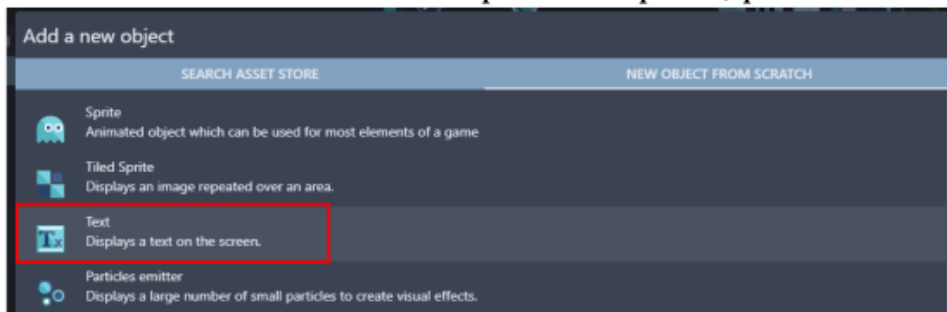 Add a new object
SEARCH ASSET STORE
NEW OBJECT FROM SCRATCH
Sprite
Animated object which can be used for most elements of a game
Tiled Sprite
Displays an image repeated over an area.
Text
Tx
Displays a text on the screen.
Particles emitter
Displays a large number of small particles to create visual effects.